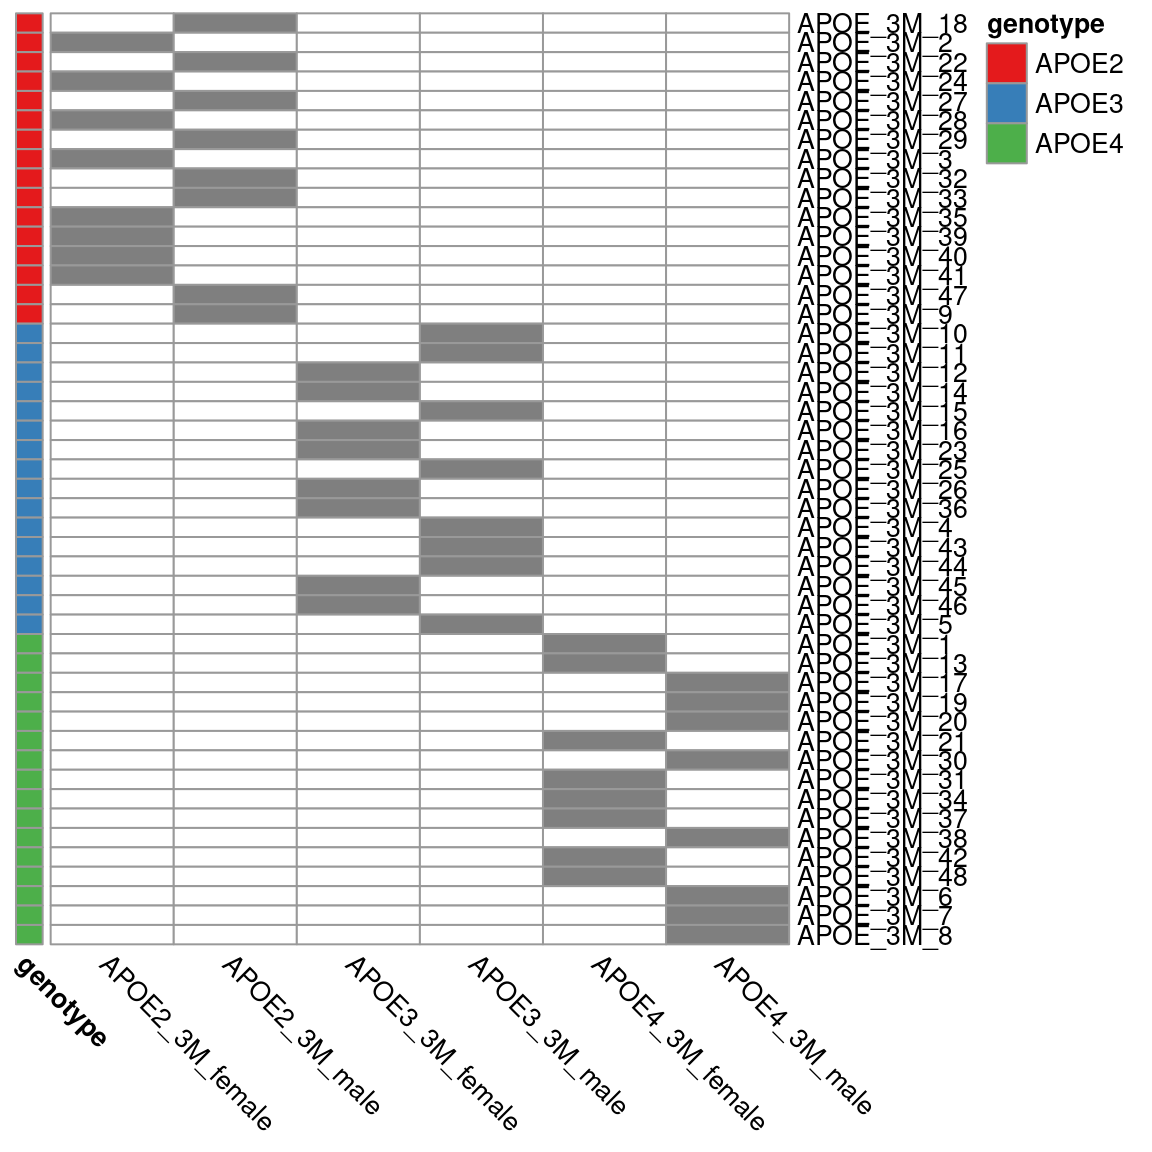 APOE_3M_18
APOE_3M_2
APOE_3M_22
APOE_3M_24
APOE_3M_27
APOE_3M_28
APOE_3M_29
APOE_3M_3
APOE_3M_32
APOE_3M_33
APOE_3M_35
APOE_3M_39
APOE_3M_40
APOE_3M_41
APOE_3M_47
APOE_3M_9
APOE_3M_10
APOE_3M_11
APOE_3M_12
APOE_3M_14
APOE_3M_15
APOE_3M_16
APOE_3M_23
APOE_3M_25
APOE_3M_26
APOE_3M_36
APOE_3M_4
APOE_3M_43
APOE_3M_44
APOE_3M_45
APOE_3M_46
APOE_3M_5
APOE_3M_1
APOE_3M_13
APOE_3M_17
APOE_3M_19
APOE_3M_20
APOE_3M_21
APOE_3M_30
APOE_3M_31
APOE_3M_34
APOE_3M_37
APOE_3M_38
APOE_3M_42
APOE_3M_48
APOE_3M_6
APOE_3M_7
APOE_3M_8
genotype
APOE2
APOE3
APOE4
genotype
APOE2_3M_female
APOE2_3M_male
APOE3_3M_female
APOE3_3M_male
APOE4_3M_female
APOE4_3M_male